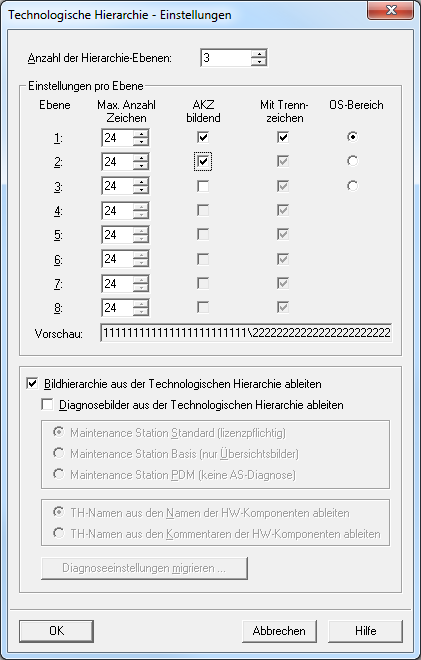 Technologische Hierarchie - Einstellungen
Anzahl der Hierarchie-Ebenen: 3
Einstellungen pro Ebene
Ebene Max. Anzahl Zeichen AKZ bildend Mit Trenn-zeichen OS-Bereich
1: 24
2: 24
3: 24
4: 24
5: 24
6: 24
7: 24
8: 24
Vorschau: 111111111111111111111111\22222222222222222222222
Bildhierarchie aus der Technologischen Hierarchie ableiten
Diagnosebilder aus der Technologischen Hierarchie ableiten
Maintenance Station Standard (lizenzpflichtig)
Maintenance Station Basis (nur Übersichtsbilder)
Maintenance Station PDM (keine AS-Diagnose)
TH-Namen aus den Namen der HW-Komponenten ableiten
TH-Namen aus den Kommentaren der HW-Komponenten ableiten
Diagnoseeinstellungen migrieren ...
OK Abbrechen Hilfe